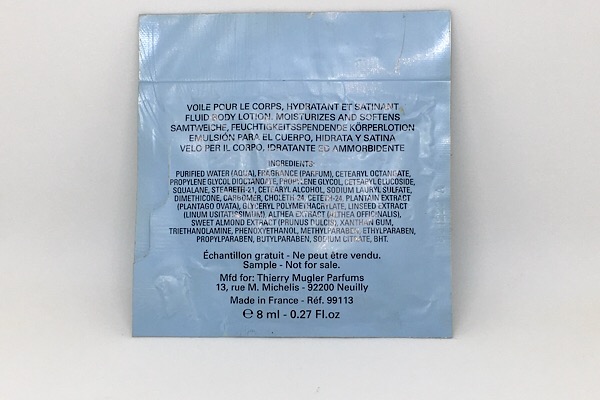 VOILE POUR LE CORPS, HYDRATANT ET SATINANT
FLUID BODY LOTION, MOISTURIZES AND SOFTENS
SAMTWEICHE, FEUCHTIGKEITSSPENDENDE KÖRPERLOTION
EMULSIÓN PARA EL CUERPO, HIDRATA Y SATINA
VELO PER IL CORPO, IDRATANTE ED AMMORBIDENTE
INGREDIENTS:
PURIFIED WATER (AQUA), FRAGRANCE (PARFUM), CETEARYL OCTANOATE,
PROPYLENE GLYCOL DIOCTANOATE, PROPYLENE GLYCOL, CETEARYL GLUCOSIDE,
SQUALANE, STEARETH-21, CETEARYL ALCOHOL, SODIUM LAURYL SULFATE,
DIMETHICONE, CARBOMER, CHOLETH-24, CETETH-24, PLANTAIN EXTRACT
(PLANTAGO OVATA), GLYCERYL POLYMETHACRYLATE, LINSEED EXTRACT
(LINUM USITATISSIMUM), ALTHEA EXTRACT (ALTHEA OFFICINALIS),
SWEET ALMOND EXTRACT (PRUNUS DULCIS), XANTHAN GUM,
TRIETHANOLAMINE, PHENOXYETHANOL, METHYLPARABEN, ETHYLPARABEN,
PROPYLPARABEN, BUTYLPARABEN, SODIUM CITRATE, BHT.
Échantillon gratuit - Ne peut être vendu.
Sample - Not for sale.
Mfd for: Thierry Mugler Parfums
13, rue M. Michelis - 92200 Neuilly
Made in France - Réf. 99113
℮ 8 ml - 0.27 Fl.oz